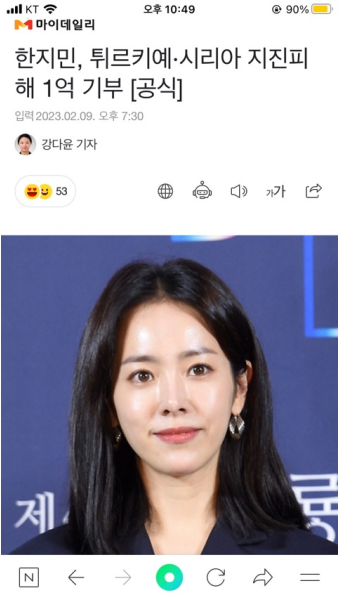 KT 오후 10:49 90%
마이데일리
한지민, 튀르키예·시리아 지진피
해 1억 기부 [공식]
입력 2023.02.09. 오후 7:30
강다윤 기자
53 가가
제
N